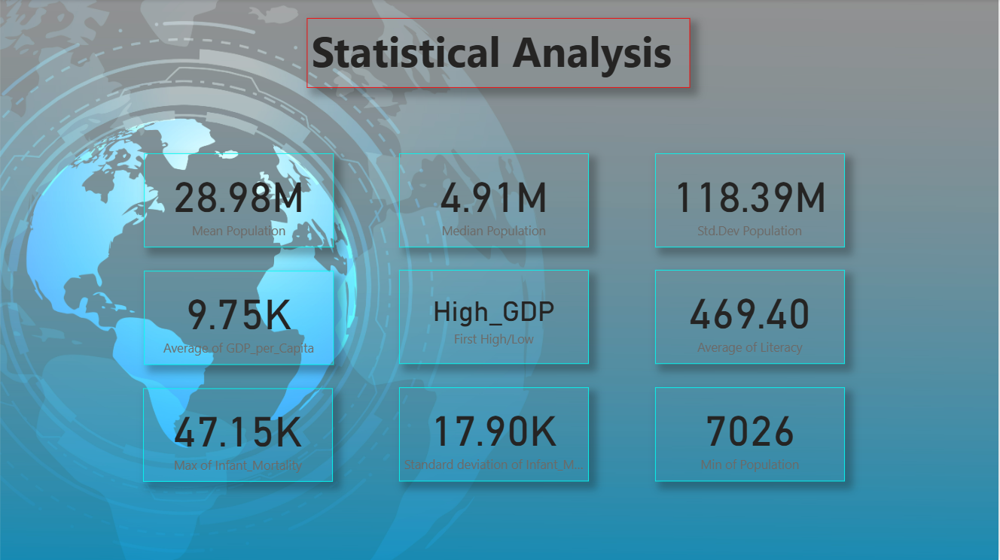 Statistical Analysis
28.98M
Mean Population
4.91M
Median Population
118.39M
Std.Dev Population
9.75K
Average of GDP_per_Capita
High_GDP
First High/Low
469.40
Average of Literacy
47.15K
Max of Infant_Mortality
17.90K
Standard deviation of Infant_M...
7026
Min of Population